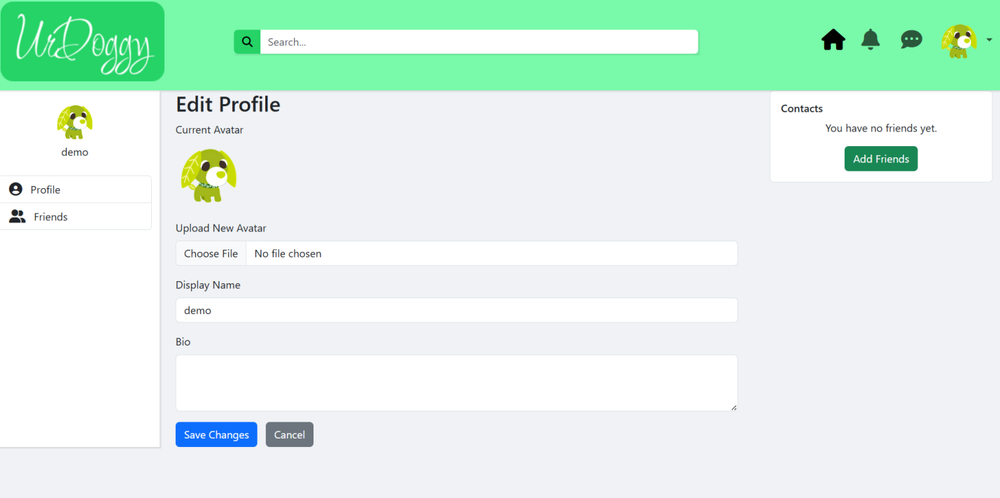 UrDoggy
Search...
demo
Profile
Friends
Edit Profile
Current Avatar
Upload New Avatar
Choose File No file chosen
Display Name
demo
Bio
Save Changes Cancel
Contacts
You have no friends yet.
Add Friends